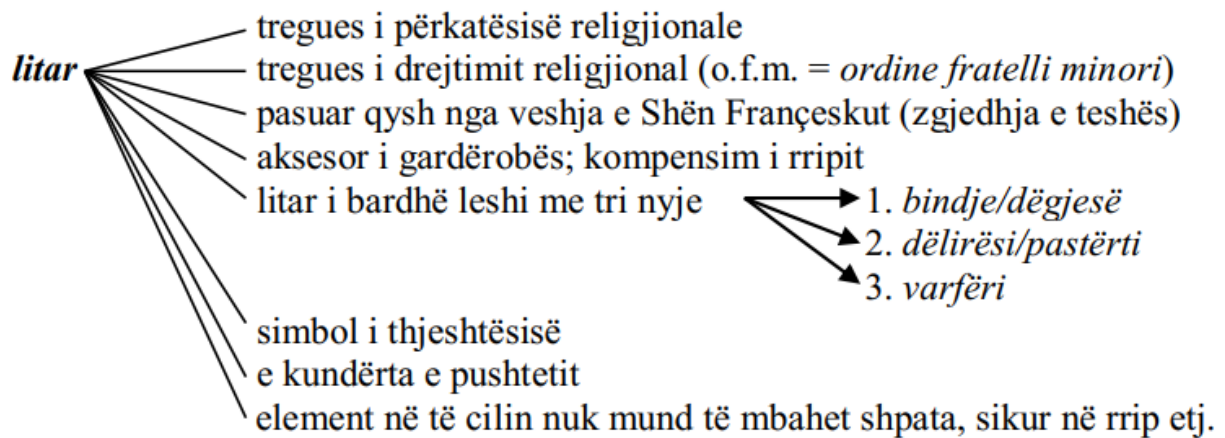 tregues i përkatësisë religjionale
litar
tregues i drejtimit religjional (o.f.m. = ordine fratelli minori)
pasuar qysh nga veshja e Shën Françeskut (zgjedhja e teshës)
aksesor i gardërobës; kompensim i rripit
litar i bardhë leshi me tri nyje
1. bindje/dëgjesë
2. dëlirësi/pastërti
3. varfëri
simbol i thjeshtësisë
e kundërta e pushtetit
element në të cilin nuk mund të mbahet shpata, sikur në rrip etj.